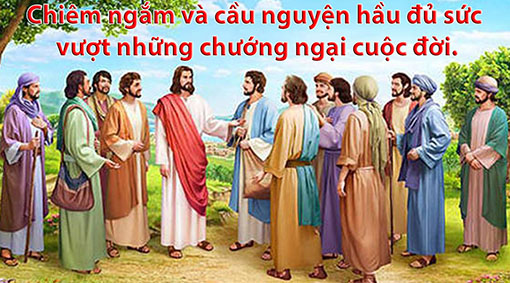 Chiêm ngắm và cầu nguyện hầu đủ sức
vượt những chướng ngại cuộc đời.